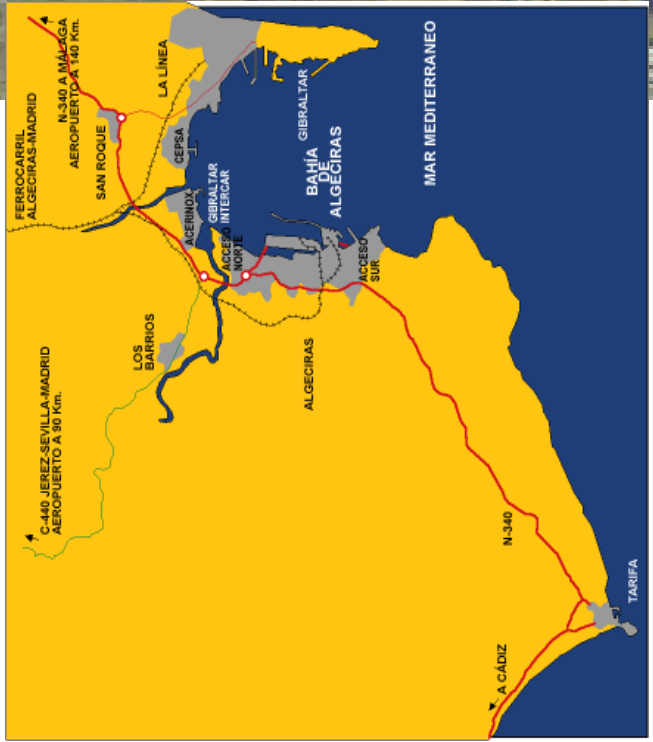 FERROCARRIL
ALGECIRAS-MADRID
N-340 A MÁLAGA
AEROPUERTO A 140 Km.
SAN ROQUE
LA LÍNEA
CEPSA
ACERINOX
GIBRALTAR
INTERCAR
GIBRALTAR
BAHÍA
DE
ALGECIRAS
MAR MEDITERRANEO
ACCESO
NORTE
ACCESO
SUR
LOS
BARRIOS
ALGECIRAS
C-440 JEREZ-SEVILLA-MADRID
AEROPUERTO A 90 Km.
N-340
A CÁDIZ
TARIFA